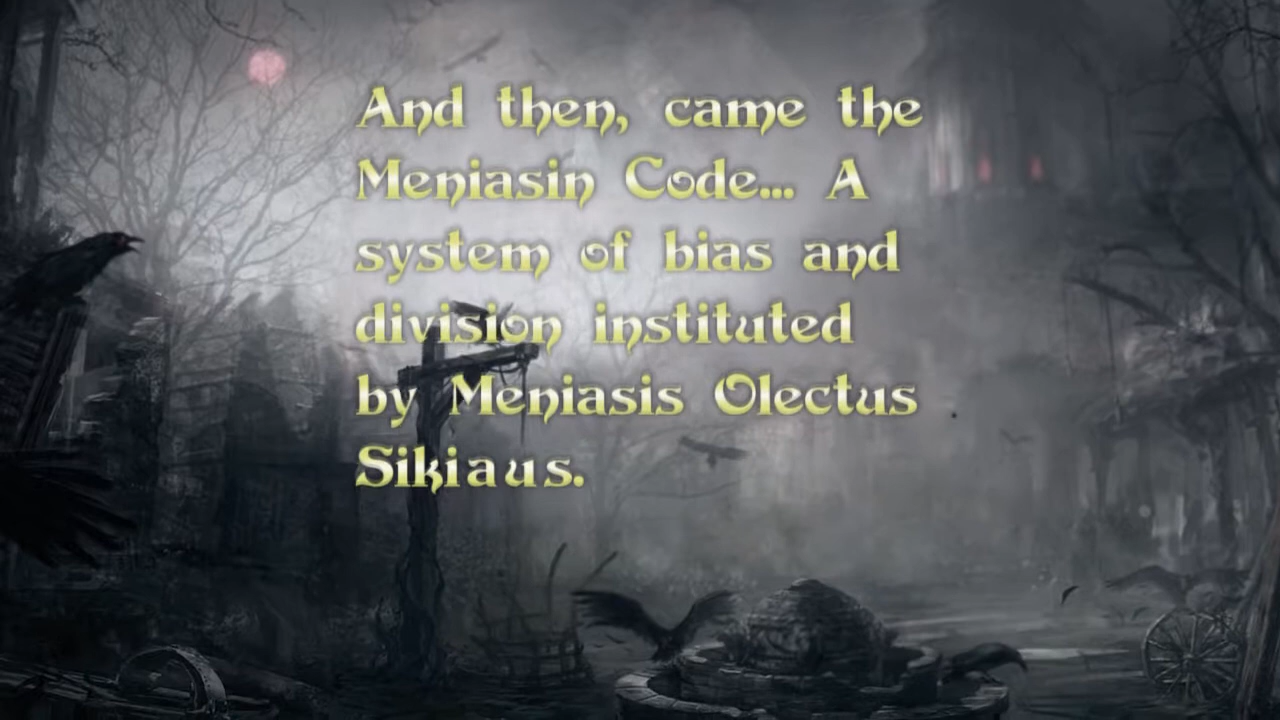 And then, came the
Meniasin Code... A
system of bias and
division instituted
by Meniasis Olectus
Sikiaus.